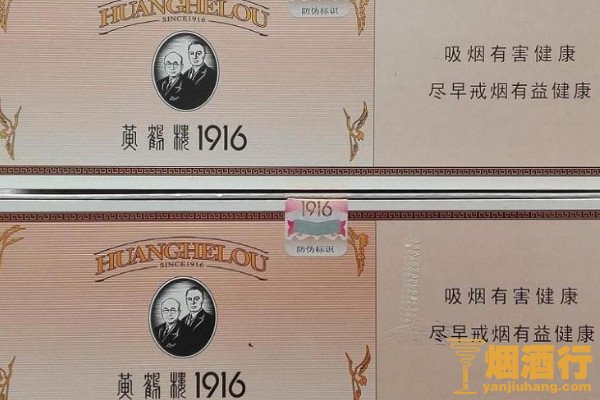 HUANGHELOU
SINCE1916
防伪标识
黄鹤楼1916
吸烟有害健康
尽早戒烟有益健康
1916
防伪标识
HUANGHELOU
SINCE1916
黄鹤楼1916
吸烟有害健康
尽早戒烟有益健康
烟酒行
yanjiuhang.com